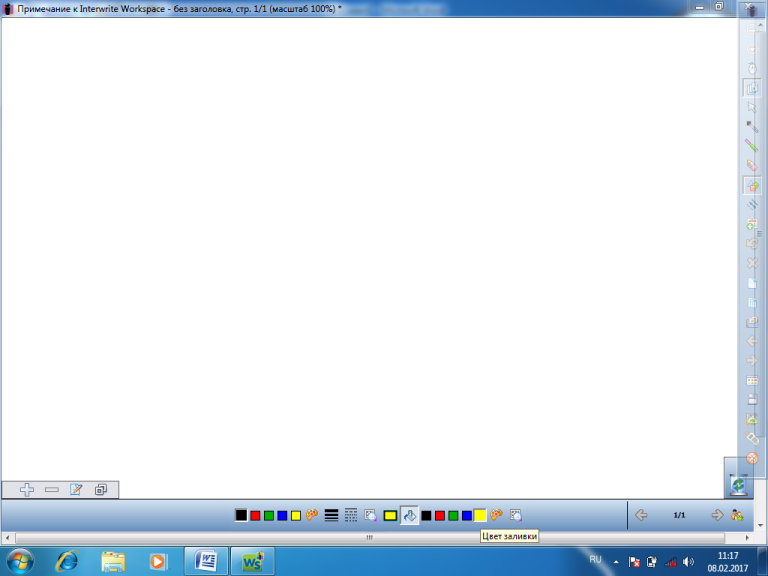 Примечание к Interwrite Workspace - без заголовка, стр. 1/1 (масштаб 100%) *
1/1
Цвет заливки
RU
11:17
08.02.2017